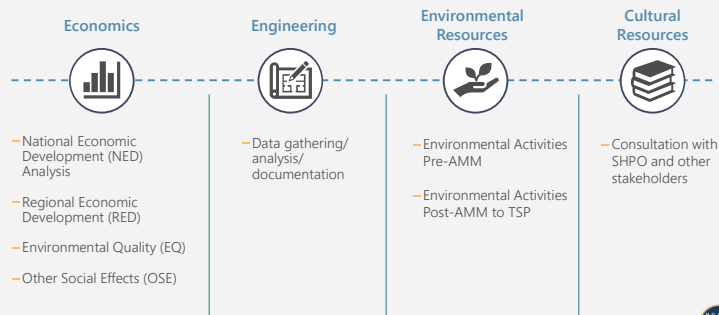 Economics
– National Economic
Development (NED)
Analysis
– Regional Economic
Development (RED)
– Environmental Quality (EQ)
– Other Social Effects (OSE)
Engineering
– Data gathering/
analysis/
documentation
Environmental
Resources
– Environmental Activities
Pre-AMM
– Environmental Activities
Post-AMM to TSP
Cultural
Resources
– Consultation with
SHPO and other
stakeholders